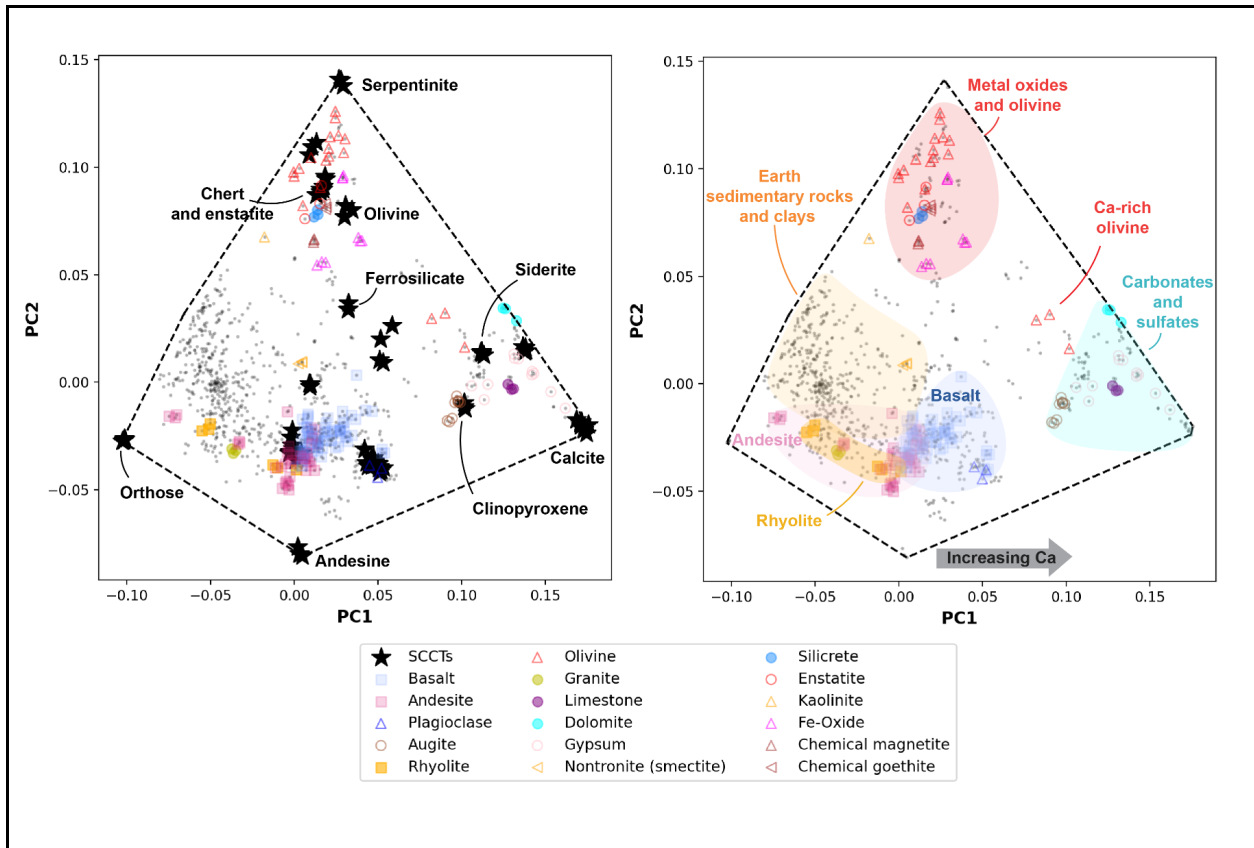 0.15
0.10
0.05
0.00
−0.05
−0.10
−0.05
0.00
0.05
0.10
0.15
PC2
PC1
Serpentinite
Chert
and enstatite
Olivine
Ferrosilicate
Siderite
Orthose
Andesine
Clinopyroxene
Calcite
0.15
0.10
0.05
0.00
−0.05
−0.10
−0.05
0.00
0.05
0.10
0.15
PC2
PC1
Metal oxides
and olivine
Earth
sedimentary rocks
and clays
Ca-rich
olivine
Carbonates
and
sulfates
Basalt
Andesite
Rhyolite
Increasing Ca
SCCTs
Basalt
Andesite
Plagioclase
Augite
Rhyolite
Olivine
Granite
Limestone
Dolomite
Gypsum
Nontronite (smectite)
Silicrete
Enstatite
Kaolinite
Fe-Oxide
Chemical magnetite
Chemical goethite